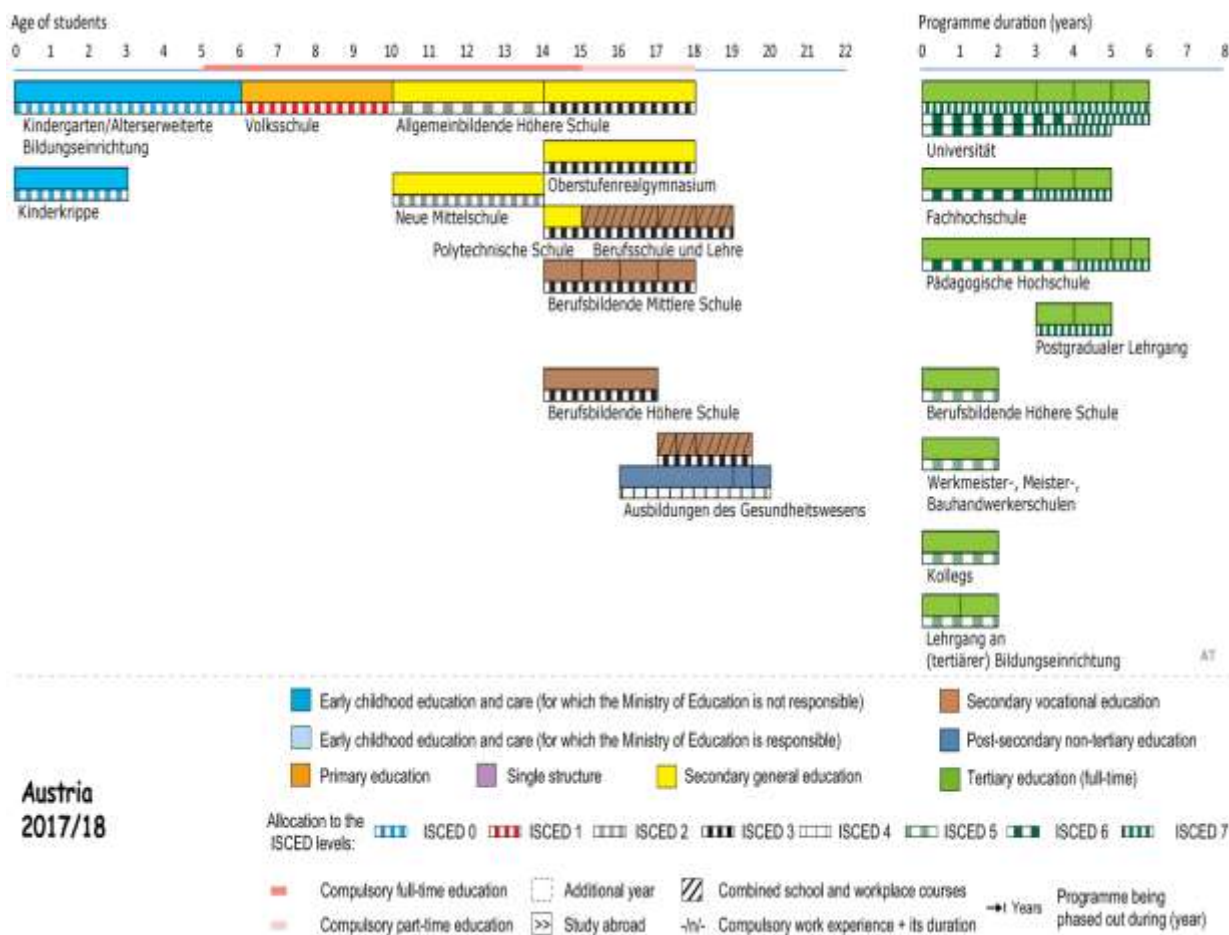 Age of students
0 1 2 3 4 5 6 7 8 9 10 11 12 13 14 15 16 17 18 19 20 21 22
Programme duration (years)
0 1 2 3 4 5 6 7 8
Kindergarten/Alterserweiterte
Bildungseinrichtung
Volksschule
Allgemeinbildende Höhere Schule
Universität
Oberstufenrealgymnasium
Kinderkrippe
Neue Mittelschule
Fachhochschule
Polytechnische Schule
Berufsschule und Lehre
Pädagogische Hochschule
Berufsbildende Mittlere Schule
Postgradualer Lehrgang
Berufsbildende Höhere Schule
Berufsbildende Höhere Schule
Werkmeister-, Meister-,
Bauhandwerkerschulen
Ausbildungen des Gesundheitswesens
Kollegs
Lehrgang an
(tertiärer) Bildungseinrichtung
AT
Early childhood education and care (for which the Ministry of Education is not responsible)
Secondary vocational education
Early childhood education and care (for which the Ministry of Education is responsible)
Post-secondary non-tertiary education
Primary education
Single structure
Secondary general education
Tertiary education (full-time)
Austria
2017/18
Allocation to the
ISCED levels:
ISCED 0 ISCED 1 ISCED 2 ISCED 3 ISCED 4 ISCED 5 ISCED 6 ISCED 7
Compulsory full-time education
Additional year
Combined school and workplace courses
Years
Programme being
phased out during (year)
Compulsory part-time education
>> Study abroad
-/n/- Compulsory work experience + its duration